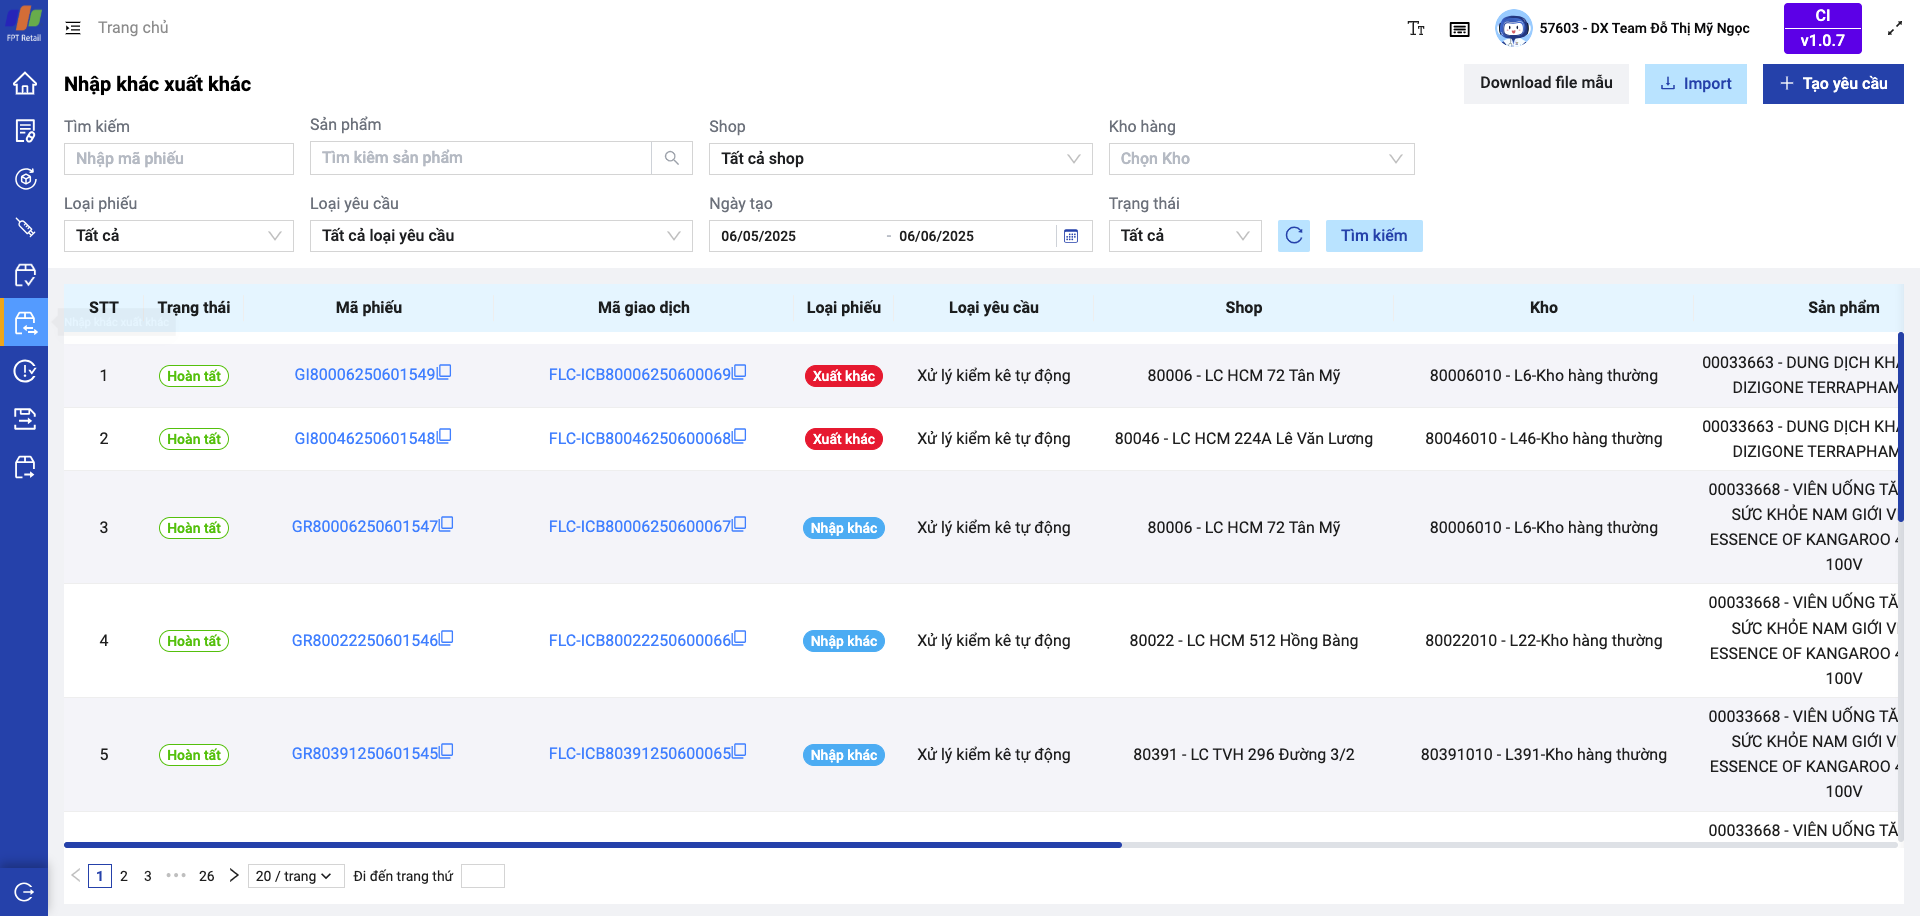 FPT Retail
Trang chủ
57603 - DX Team Đỗ Thị Mỹ Ngọc
CI
v1.0.7
Nhập khác xuất khác
Download file mẫu
Import
Tạo yêu cầu
Tìm kiếm
Sản phẩm
Shop
Kho hàng
Nhập mã phiếu
Tìm kiêm sản phẩm
Tất cả shop
Chọn Kho
Loại phiếu
Loại yêu cầu
Ngày tạo
Trạng thái
Tất cả
Tất cả loại yêu cầu
06/05/2025 - 06/06/2025
Tất cả
Tìm kiếm
STT Trạng thái Mã phiếu Mã giao dịch Loại phiếu Loại yêu cầu Shop Kho Sản phẩm
Nhập khác xuất khác
1 Hoàn tất GI80006250601549 FLC-ICB80006250600069 Xuất khác Xử lý kiểm kê tự động 80006 - LC HCM 72 Tân Mỹ 80006010 - L6-Kho hàng thường 00033663 - DUNG DỊCH KH
DIZIGONE TERRAPHAM
2 Hoàn tất GI80046250601548 FLC-ICB80046250600068 Xuất khác Xử lý kiểm kê tự động 80046 - LC HCM 224A Lê Văn Lương 80046010 - L46-Kho hàng thường 00033663 - DUNG DỊCH KH
DIZIGONE TERRAPHAM
3 Hoàn tất GR80006250601547 FLC-ICB80006250600067 Nhập khác Xử lý kiểm kê tự động 80006 - LC HCM 72 Tân Mỹ 80006010 - L6-Kho hàng thường 00033668 - VIÊN UỐNG TĂ
SỨC KHỎE NAM GIỚI V
ESSENCE OF KANGAROO 4
100V
4 Hoàn tất GR80022250601546 FLC-ICB80022250600066 Nhập khác Xử lý kiểm kê tự động 80022 - LC HCM 512 Hồng Bàng 80022010 - L22-Kho hàng thường 00033668 - VIÊN UỐNG TĂ
SỨC KHỎE NAM GIỚI V
ESSENCE OF KANGAROO 4
100V
5 Hoàn tất GR80391250601545 FLC-ICB80391250600065 Nhập khác Xử lý kiểm kê tự động 80391 - LC TVH 296 Đường 3/2 80391010 - L391-Kho hàng thường 00033668 - VIÊN UỐNG TĂ
SỨC KHỎE NAM GIỚI V
ESSENCE OF KANGAROO 4
100V
00033668 - VIÊN UỐNG TĂ
1 2 3 ••• 26 20 / trang Đi đến trang thứ